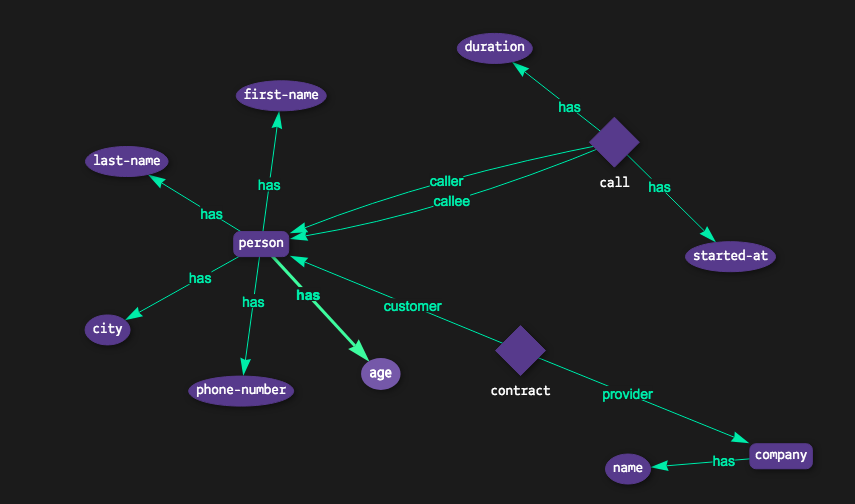 duration
first-name
has
last-name
caller
call
has
has
callee
has
person
started-at
has
has
has
customer
city
age
phone-number
contract
provider
company
name
has